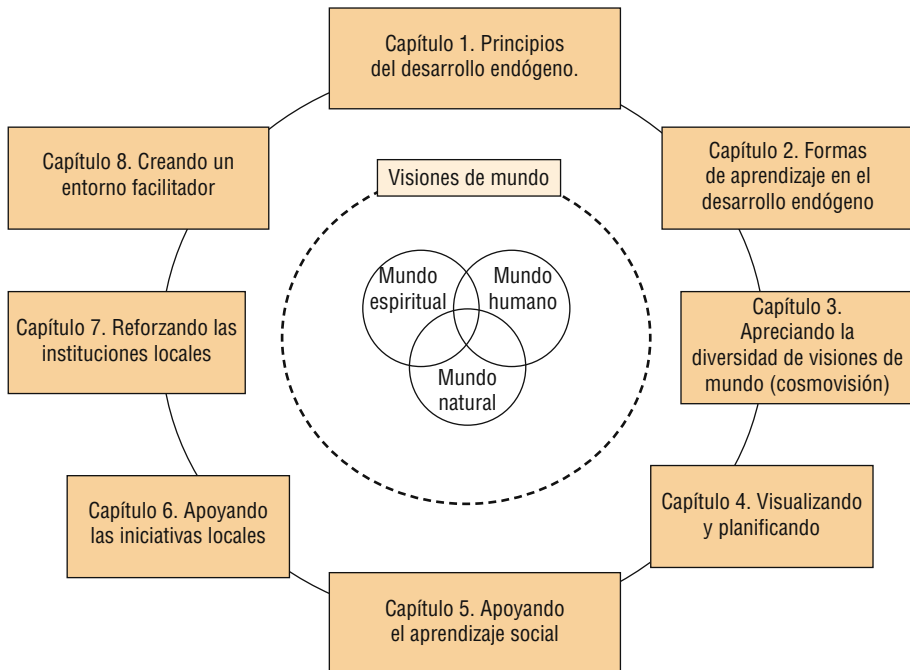 Capítulo 1. Principios
del desarrollo endógeno.
Capítulo 2. Formas
de aprendizaje en el
desarrollo endógeno
Capítulo 3.
Apreciando la
diversidad de visiones de
mundo (cosmovisión)
Capítulo 4. Visualizando
y planificando
Capítulo 5. Apoyando
el aprendizaje social
Capítulo 6. Apoyando
las iniciativas locales
Capítulo 7. Reforzando las
instituciones locales
Capítulo 8. Creando un
entorno facilitador
Visiones de mundo
Mundo
espiritual
Mundo
humano
Mundo
natural